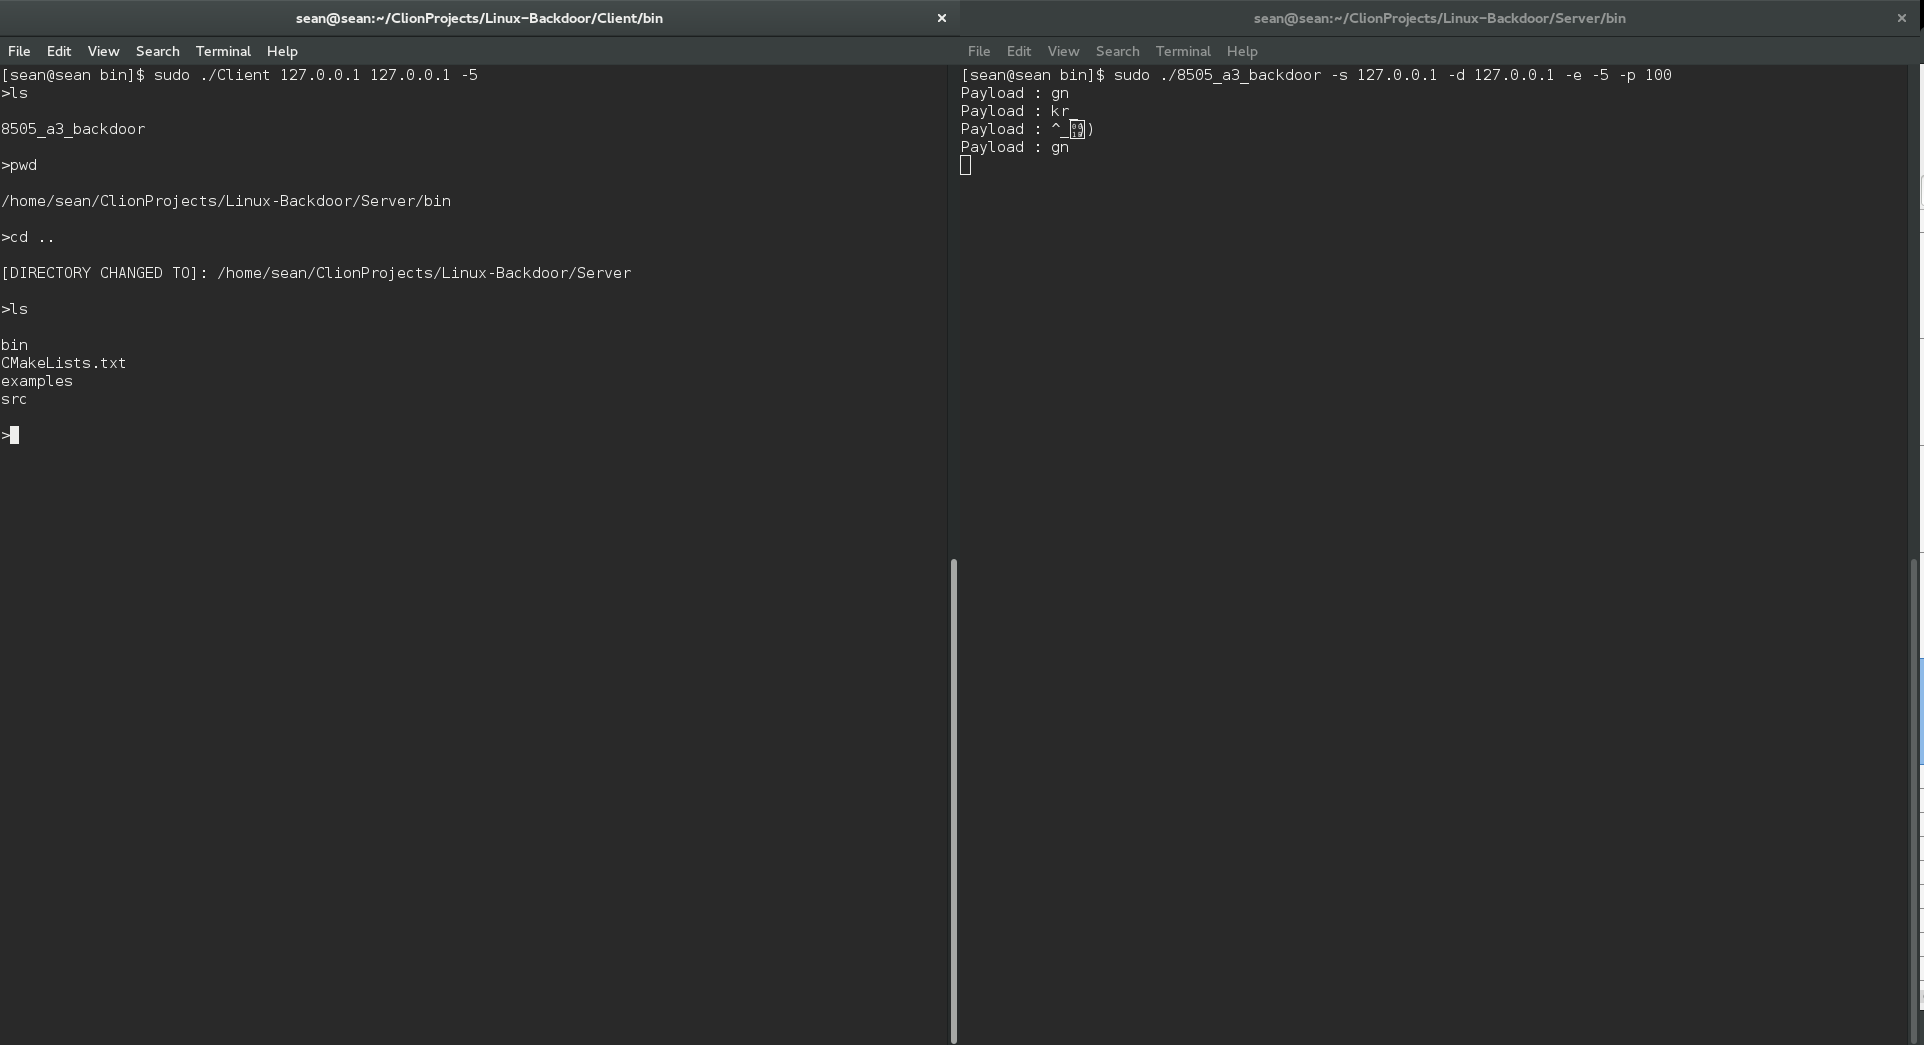 sean@sean:~/ClionProjects/Linux-Backdoor/Client/bin
File Edit View Search Terminal Help
[sean@sean bin]$ sudo ./Client 127.0.0.1 127.0.0.1 -5
>ls
8505_a3_backdoor
>pwd
/home/sean/ClionProjects/Linux-Backdoor/Server/bin
>cd ..
[DIRECTORY CHANGED TO]: /home/sean/ClionProjects/Linux-Backdoor/Server
>ls
bin
CMakeLists.txt
examples
src
>
sean@sean:~/ClionProjects/Linux-Backdoor/Server/bin
File Edit View Search Terminal Help
[sean@sean bin]$ sudo ./8505_a3_backdoor -s 127.0.0.1 -d 127.0.0.1 -e -5 -p 100
Payload : gn
Payload : kr_
Payload : ^_)
Payload : gn